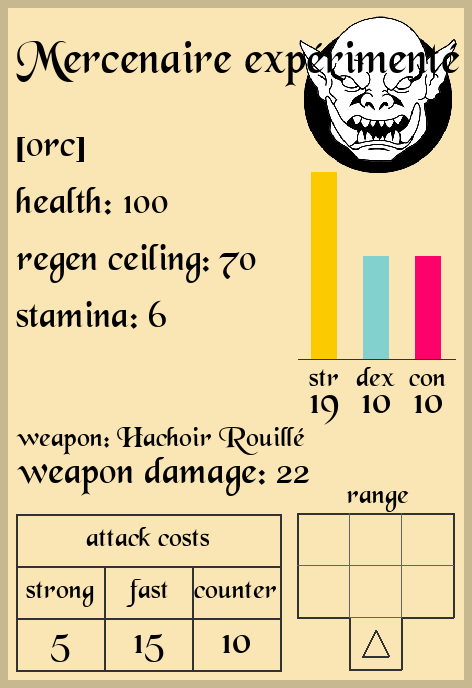 Mercenaire expérimenté
[orc]
health: 100
regen ceiling: 70
stamina: 6
str dex con
19 10 10
weapon: Hachoir Rouillé
weapon damage: 22
range
attack costs
strong fast counter
5 15 10